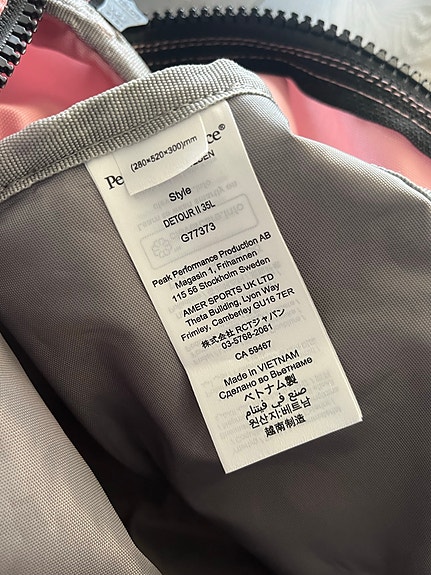 (280×520×300)mm
Style
DETOUR II 35L
G77373
Peak Performance Production AB
Magasin 1, Frihamnen
115 56 Stockholm Sweden
AMER SPORTS UK LTD
Theta Building, Lyon Way
Frimley, Camberley GU16 7ER
株式会社 RCTジャパン
03-5768-2061
CA 59467
Made in VIETNAM
Сделано во Вьетнаме
ベトナム製
صنع في فيتنام
원산지:베트남
越南制造